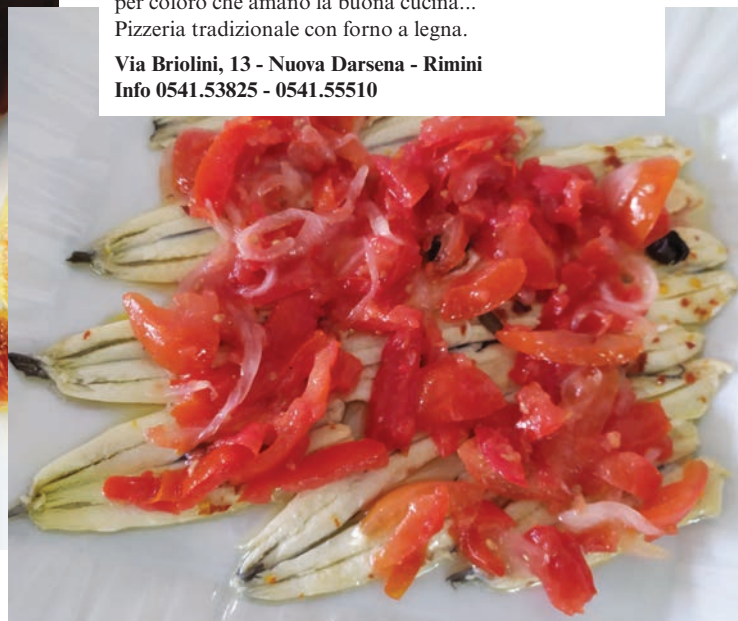 per coloro che amano la buona cucina...
Pizzeria tradizionale con forno a legna.
Via Briolini, 13 - Nuova Darsena - Rimini
Info 0541.53825 - 0541.55510